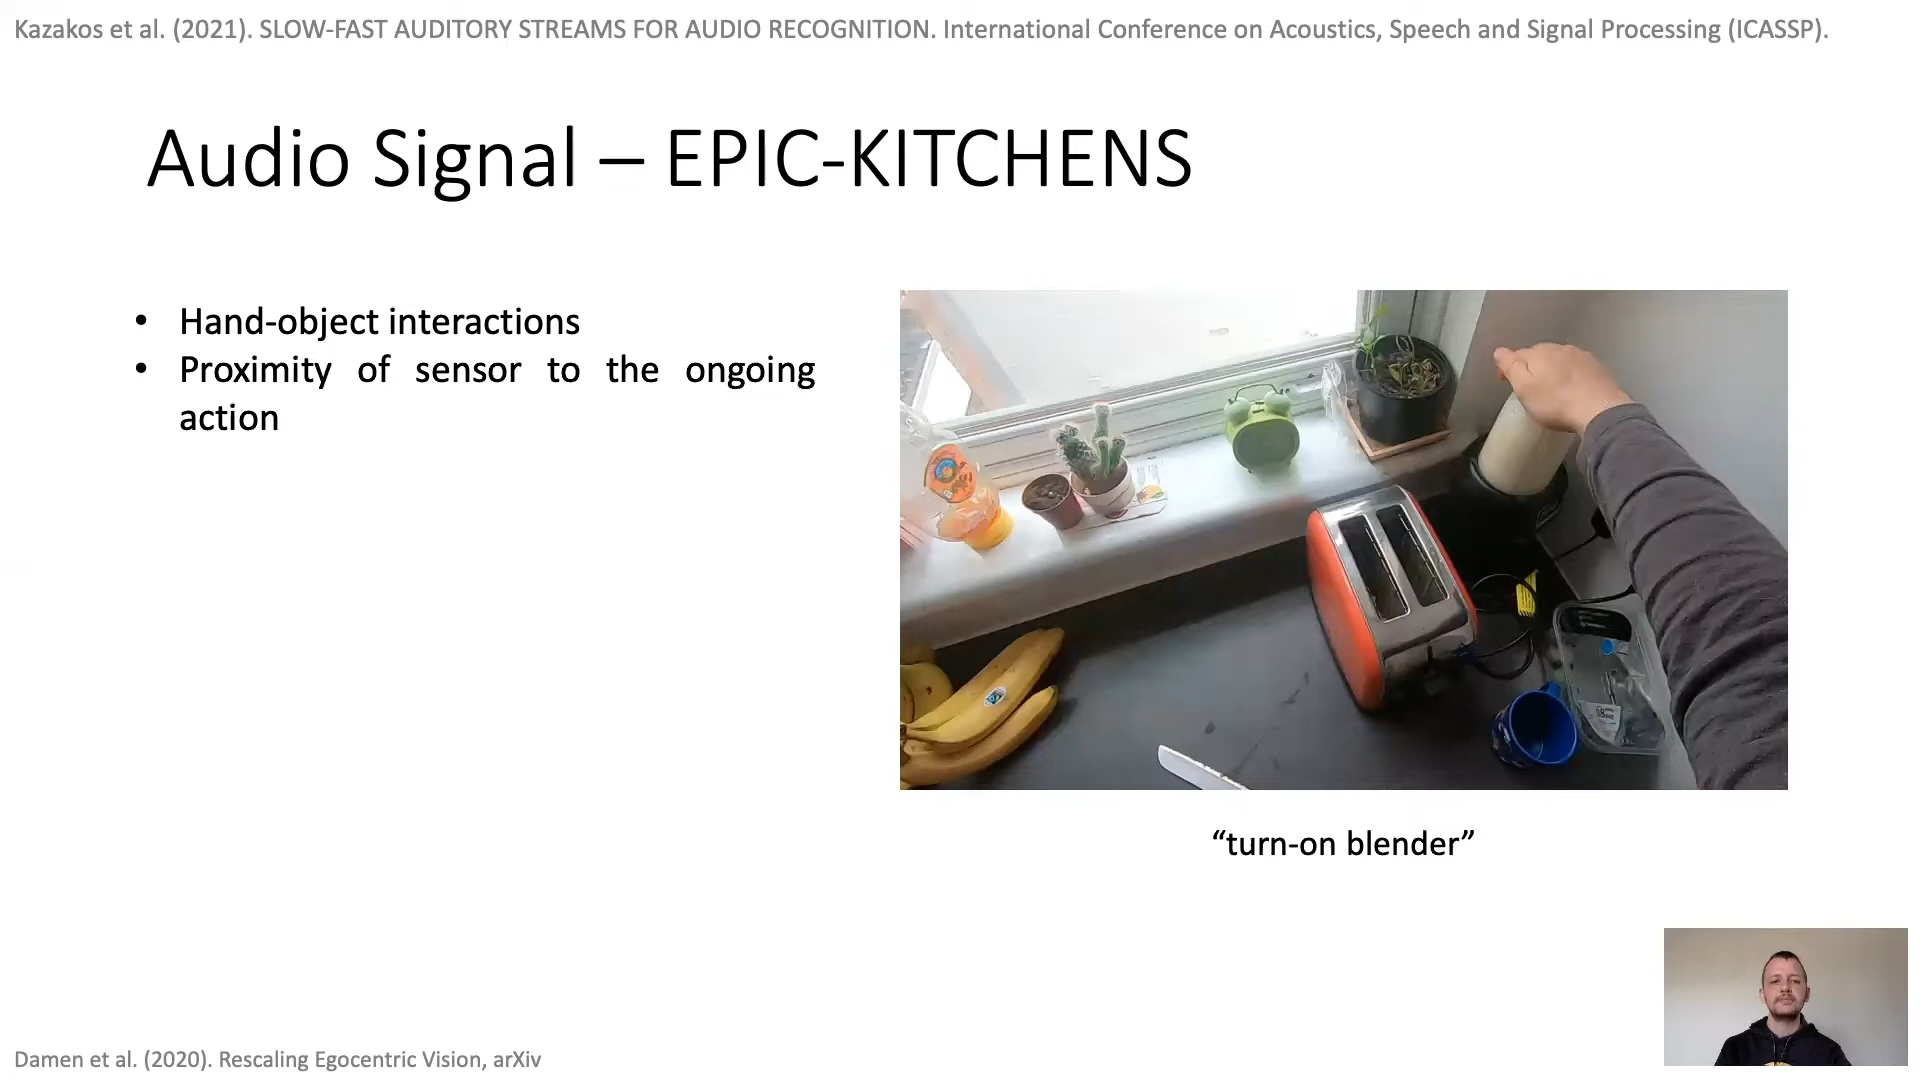 Kazakos et al. (2021). SLOW-FAST AUDITORY STREAMS FOR AUDIO RECOGNITION. International Conference on Acoustics, Speech and Signal Processing (ICASSP).
Audio Signal – EPIC-KITCHENS
• Hand-object interactions
• Proximity of sensor to the ongoing
action
“turn-on blender”
Damen et al. (2020). Rescaling Egocentric Vision, arXiv